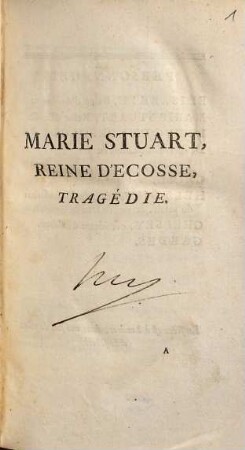 1
MARIE STUART,
REINE D'ECOSSE,
TRAGÉDIE.
A